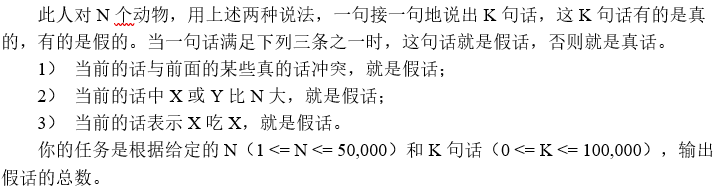 此人对 N 个动物，用上述两种说法，一句接一句地说出 K 句话，这 K 句话有的是真
的，有的是假的。当一句话满足下列三条之一时，这句话就是假话，否则就是真话。
1） 当前的话与前面的某些真的话冲突，就是假话；
2） 当前的话中 X 或 Y 比 N 大，就是假话；
3） 当前的话表示 X 吃 X，就是假话。
你的任务是根据给定的 N（1 <= N <= 50,000）和 K 句话（0 <= K <= 100,000），输出
假话的总数。